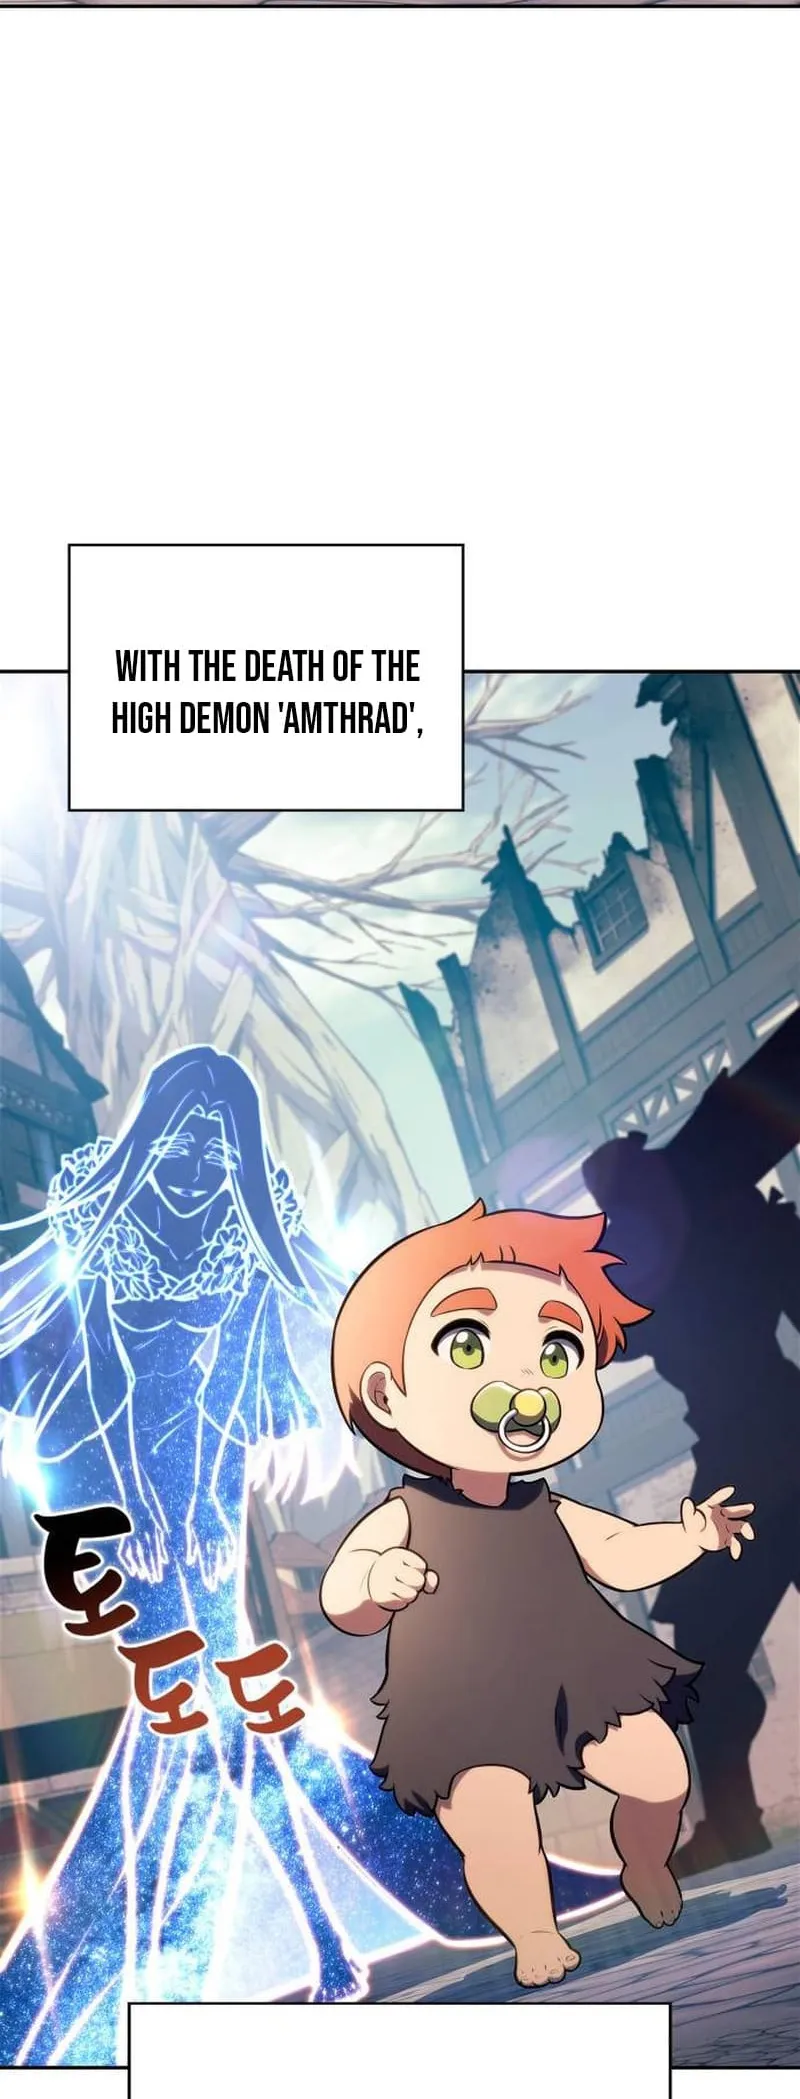 WITH THE DEATH OF THE
HIGH DEMON 'AMTHRAD',
토
도도